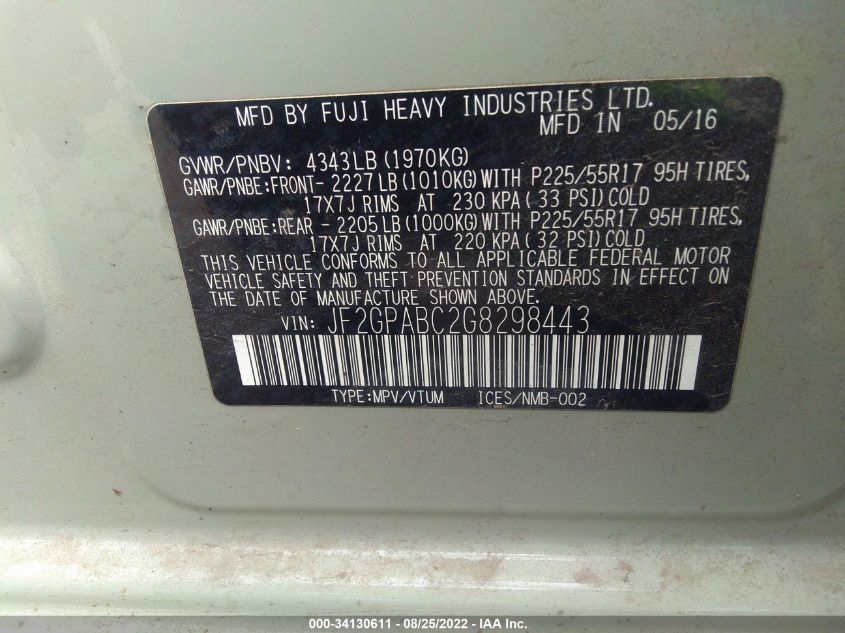 MFD BY FUJI HEAVY INDUSTRIES LTD.
MFD IN 05/16
GVWR/PNBV: 4343LB(1970KG)
GAWR/PNBE:FRONT- 2227LB(1010KG)WITH P225/55R17 95H TIRES,
17X7J RIMS AT 230 KPA( 33 PSI)COLD
GAWR/PNBE:REAR - 2205LB(1000KG)WITH P225/55R17 95H TIRES,
17X7J RIMS AT 220 KPA( 32 PSI)COLD
THIS VEHICLE CONFORMS TO ALL APPLICABLE FEDERAL MOTOR
VEHICLE SAFETY AND THEFT PREVENTION STANDARDS IN EFFECT ON
THE DATE OF MANUFACTURE SHOWN ABOVE.
VIN: JF2GPABC2G8298443
TYPE:MPV/VTUM ICES/NMB-002
000-34130611 - 08/25/2022 - IAA Inc.